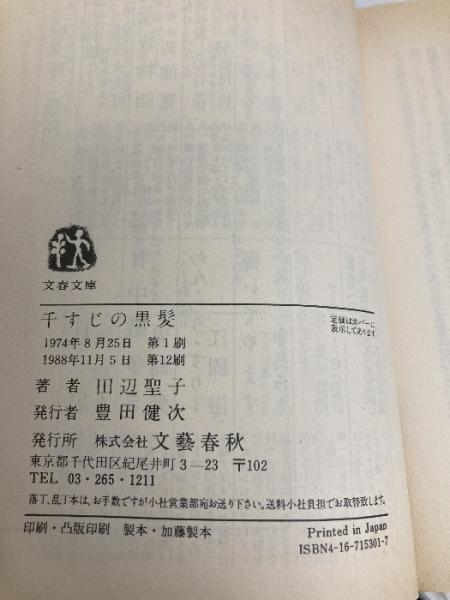 文春文庫
千すじの黒髪
定価はカバーに
表示してあります
1974年8月25日 第1刷
1988年11月5日 第12刷
著者 田辺聖子
発行者 豊田健次
発行所 株式会社 文藝春秋
東京都千代田区紀尾井町3-23 〒102
TEL 03・265・1211
落丁、乱丁本は、お手数ですが小社営業部宛お送り下さい。送料小社負担でお取替致します。
印刷・凸版印刷 製本・加藤製本
Printed in Japan
ISBN4-16-715301-7